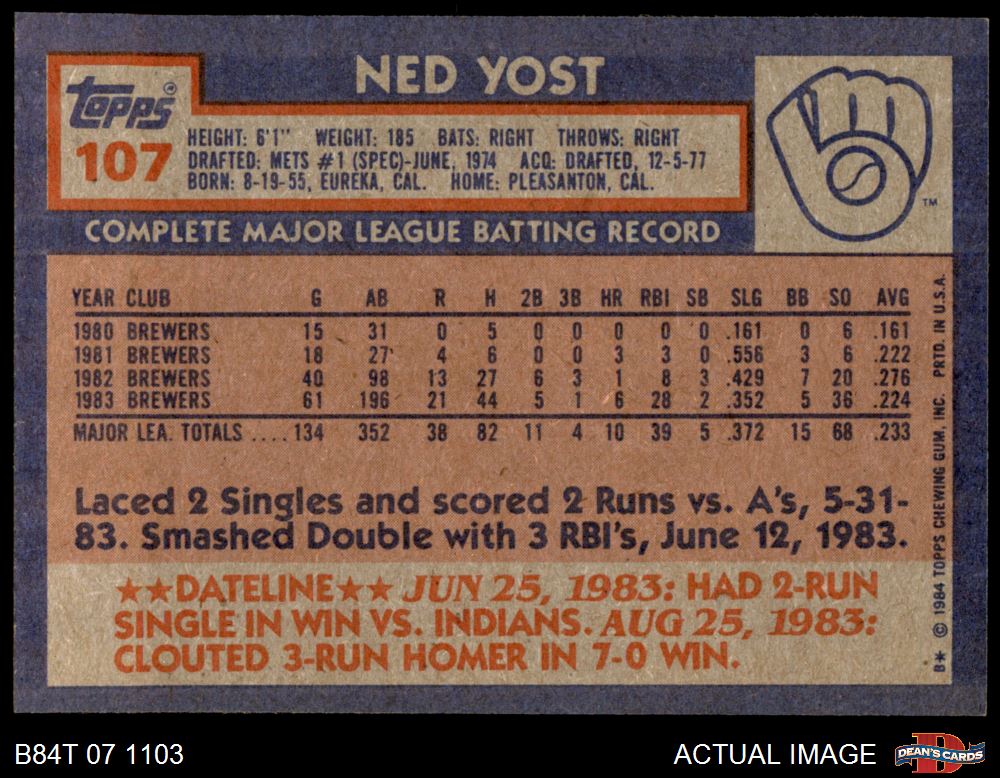 NED YOST
topps ®
107
HEIGHT: 6'1" WEIGHT: 185 BATS: RIGHT THROWS: RIGHT
DRAFTED: METS #1 (SPEC)-JUNE, 1974 ACQ: DRAFTED, 12-5-77
BORN: 8-19-55, EUREKA, CAL. HOME: PLEASANTON, CAL.
TM
COMPLETE MAJOR LEAGUE BATTING RECORD
YEAR CLUB G AB R H 2B 3B HR RBI SB SLG BB SO AVG
1980 BREWERS 15 31 0 5 0 0 0 0 0 .161 0 6 .161
1981 BREWERS 18 27 4 6 0 0 3 3 0 .556 3 6 .222
1982 BREWERS 40 98 13 27 6 3 1 8 3 .429 7 20 .276
1983 BREWERS 61 196 21 44 5 1 6 28 2 .352 5 36 .224
MAJOR LEA. TOTALS ....134 352 38 82 11 4 10 39 5 .372 15 68 .233
Laced 2 Singles and scored 2 Runs vs. A's, 5-31-
83. Smashed Double with 3 RBI's, June 12, 1983.
★★DATELINE★★ JUN 25, 1983: HAD 2-RUN
SINGLE IN WIN VS. INDIANS. AUG 25, 1983:
CLOUTED 3-RUN HOMER IN 7-0 WIN.
B* © 1984 TOPPS CHEWING GUM, INC. PRTD. IN U.S.A.
B84T 07 1103
ACTUAL IMAGE
DEAN'S CARDS